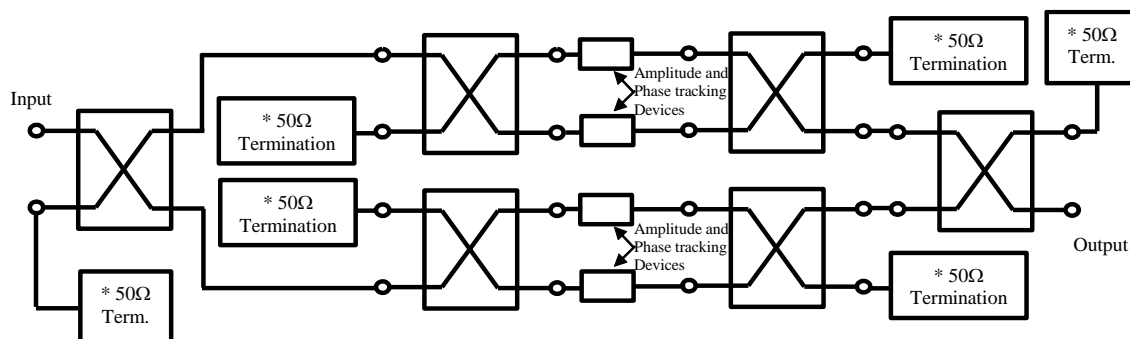 * 50Ω
Termination
* 50Ω
Term.
Amplitude and
Phase tracking
Devices
Input
* 50Ω
Termination
* 50Ω
Termination
Amplitude and
Phase tracking
Devices
Output
* 50Ω
Term.
* 50Ω
Termination